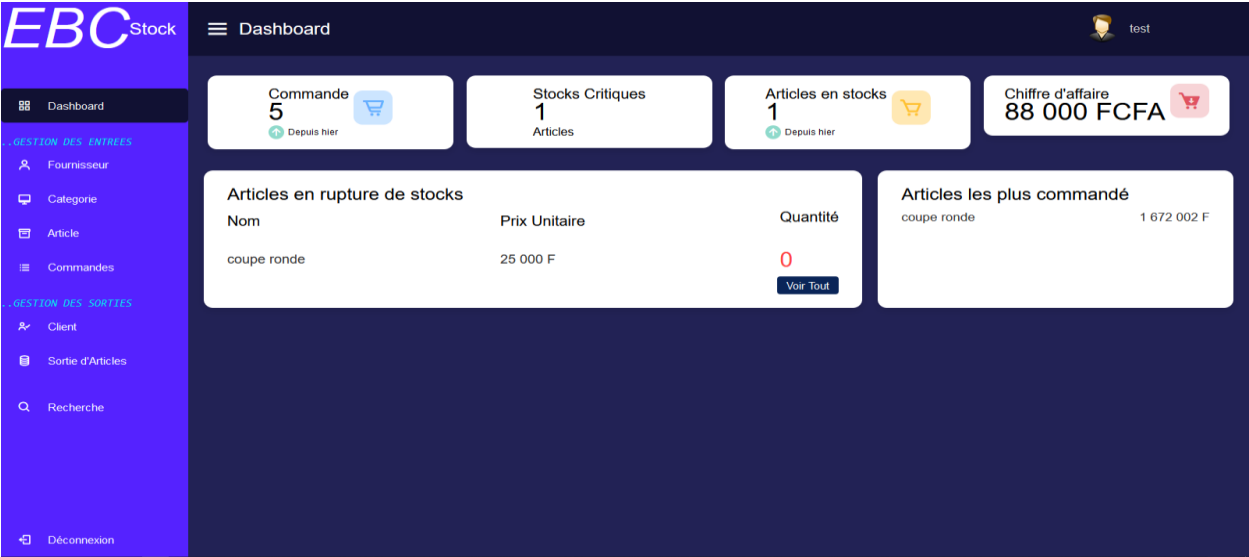 EBC Stock
Dashboard
..GESTION DES ENTREES
Fournisseur
Categorie
Article
Commandes
..GESTION DES SORTIES
Client
Sortie d'Articles
Recherche
Déconnexion
Dashboard
test
Commande
5
Depuis hier
Stocks Critiques
1
Articles
Articles en stocks
1
Depuis hier
Chiffre d'affaire
88 000 FCFA
Articles en rupture de stocks
Nom Prix Unitaire Quantité
coupe ronde 25 000 F 0
Voir Tout
Articles les plus commandé
coupe ronde 1 672 002 F